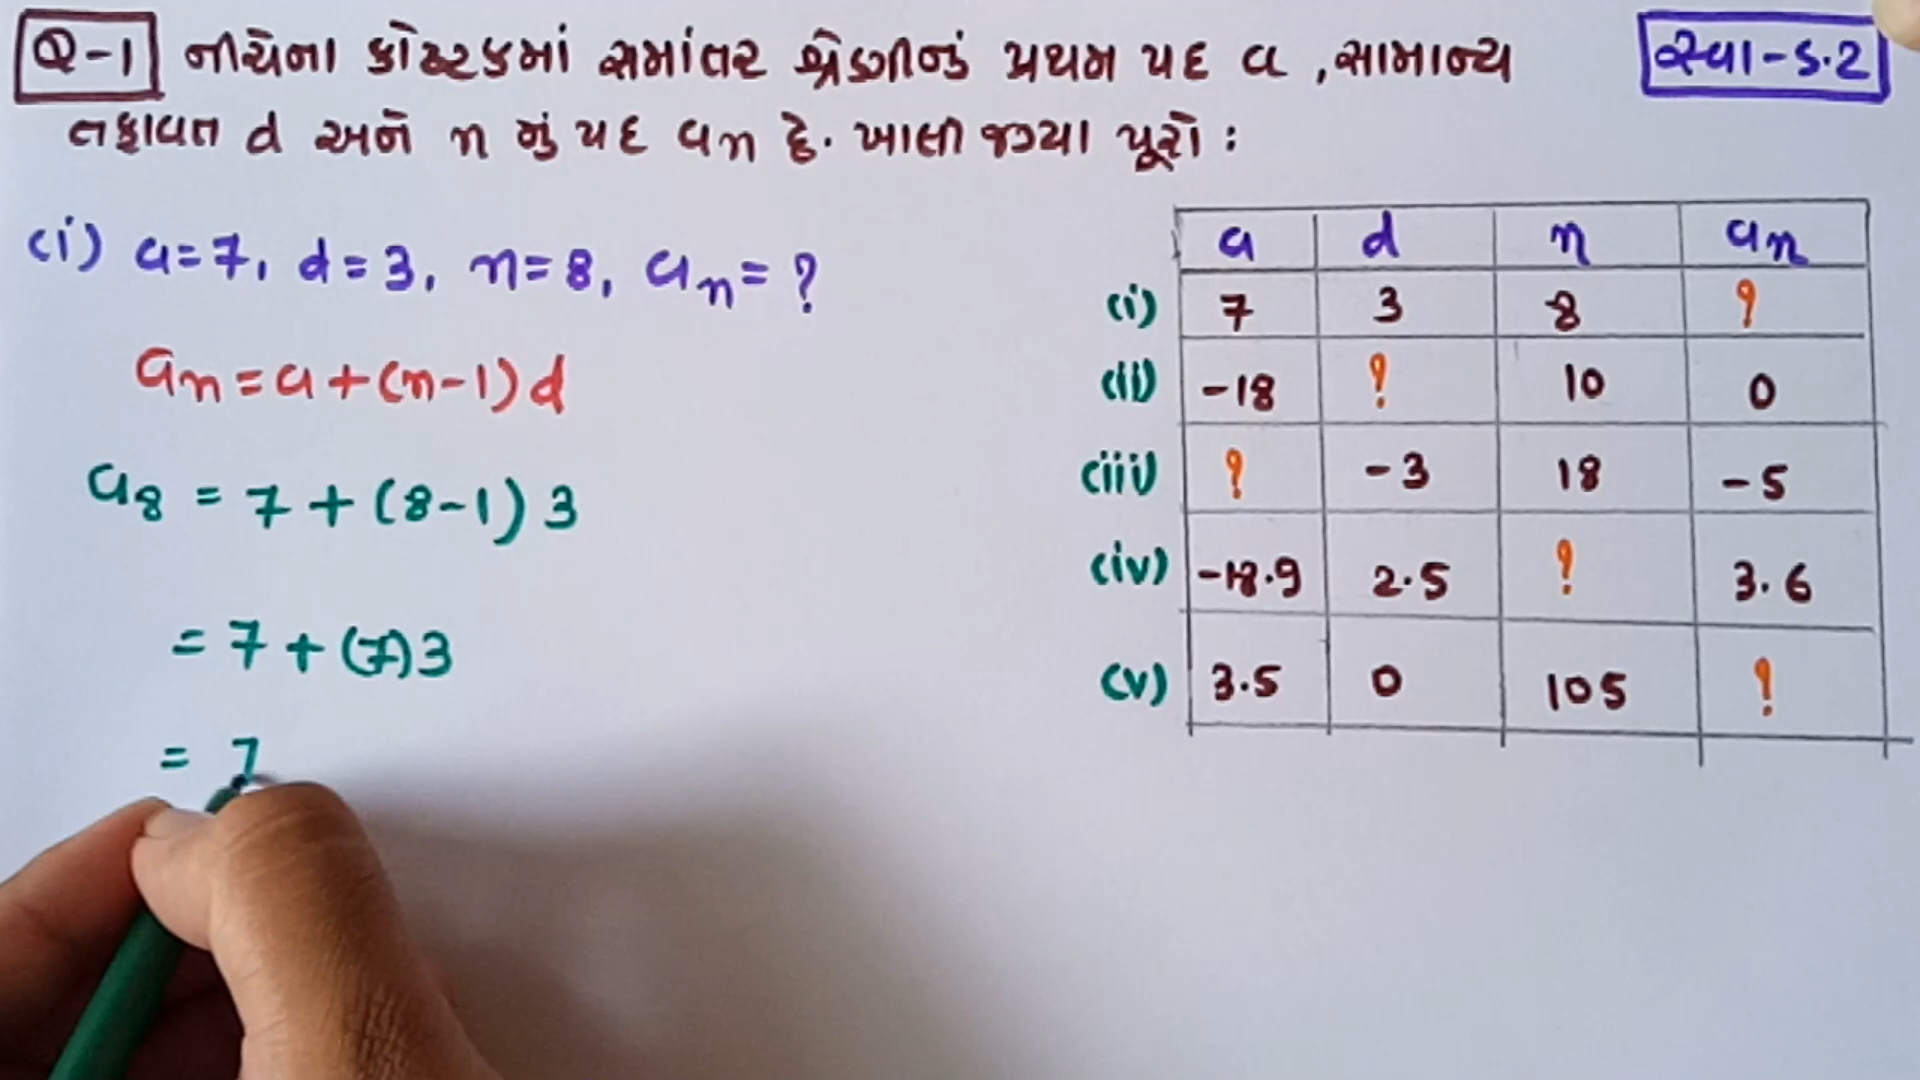 Q-1 નીચેના કોષ્ટકમાં સમાંતર શ્રેણીનું પ્રથમ પદ a , સામાન્ય
સ્વા-5.2
તફાવત d અને n નું પદ an છે. ખાલી જગ્યા પૂરો :
(i) a=7, d=3, n=8, an=?
an=a+(n-1)d
a8 = 7+(8-1)3
= 7+(7)3
= 7
a d n an
(i) 7 3 8 ?
(ii) -18 ? 10 0
(iii) ? -3 18 -5
(iv) -18.9 2.5 ? 3.6
(v) 3.5 0 105 ?